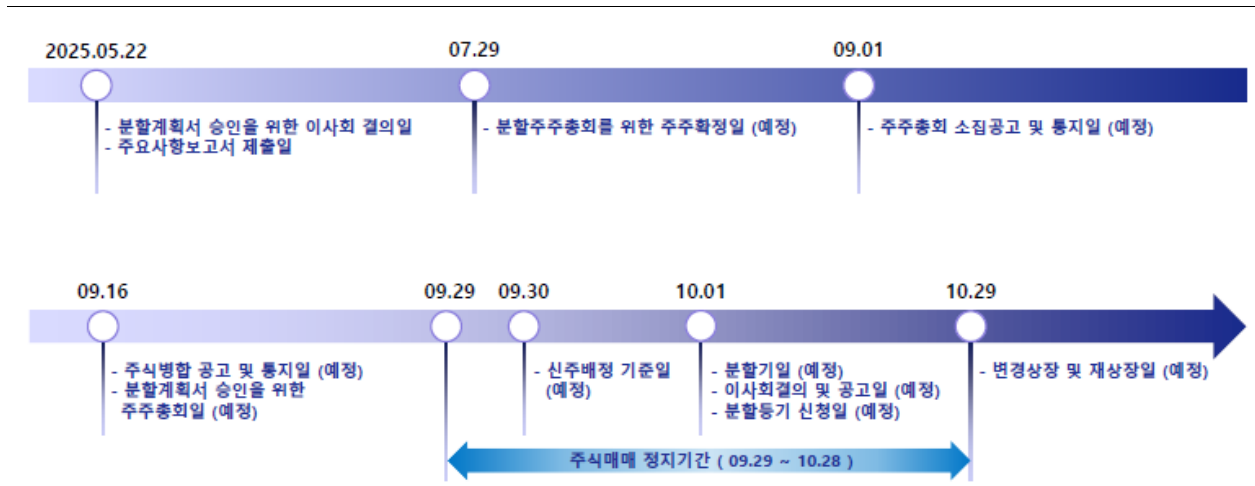 2025.05.22
07.29
09.01
- 분할계획서 승인을 위한 이사회 결의일
- 주요사항보고서 제출일
- 분할주주총회를 위한 주주확정일 (예정)
- 주주총회 소집공고 및 통지일 (예정)
09.16
09.29
09.30
10.01
10.29
- 주식병합 공고 및 통지일 (예정)
- 분할계획서 승인을 위한
주주총회일 (예정)
- 신주배정 기준일
(예정)
- 분할기일 (예정)
- 이사회결의 및 공고일 (예정)
- 분할등기 신청일 (예정)
- 변경상장 및 재상장일 (예정)
주식매매 정지기간 ( 09.29 ~ 10.28 )